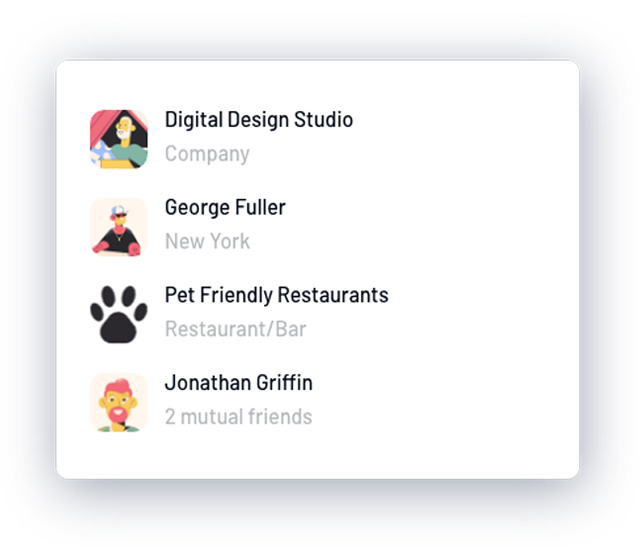 Digital Design Studio
Company
George Fuller
New York
Pet Friendly Restaurants
Restaurant/Bar
Jonathan Griffin
2 mutual friends